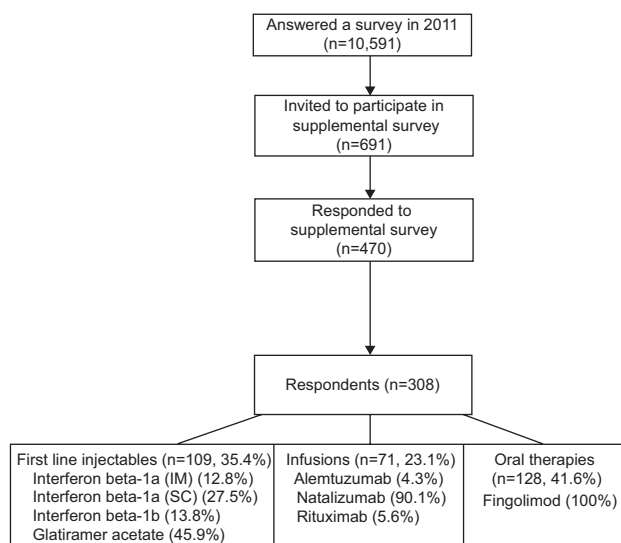 Answered a survey in 2011
(n=10,591)
Invited to participate in
supplemental survey
(n=691)
Responded to
supplemental survey
(n=470)
Respondents (n=308)
First line injectables (n=109, 35.4%)
Interferon beta-1a (IM) (12.8%)
Interferon beta-1a (SC) (27.5%)
Interferon beta-1b (13.8%)
Glatiramer acetate (45.9%)
Infusions (n=71, 23.1%)
Alemtuzumab (4.3%)
Natalizumab (90.1%)
Rituximab (5.6%)
Oral therapies
(n=128, 41.6%)
Fingolimod (100%)